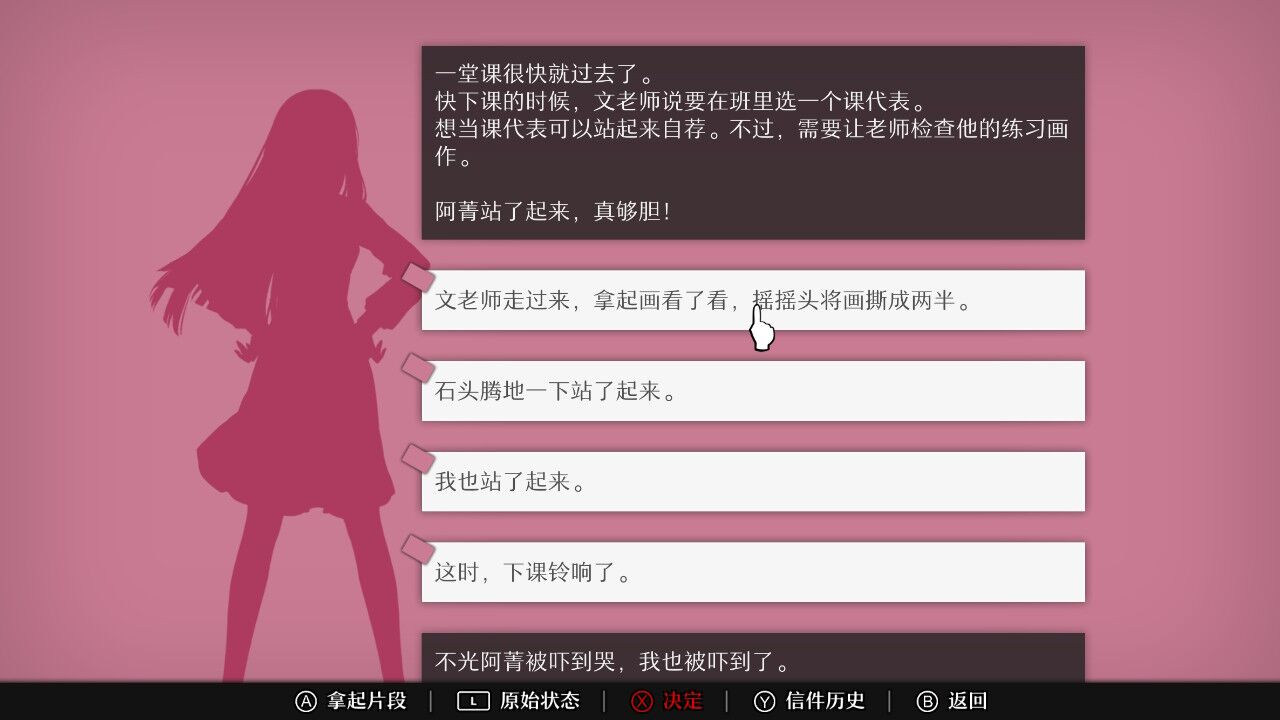 一堂课很快就过去了。
快下课的时候，文老师说要在班里选一个课代表。
想当课代表可以站起来自荐。不过，需要让老师检查他的练习画
作。
阿菁站了起来，真够胆！
文老师走过来，拿起画看了看，摇摇头将画撕成两半。
石头腾地一下站了起来。
我也站了起来。
这时，下课铃响了。
不光阿菁被吓到哭，我也被吓到了。
A 拿起片段 | L 原始状态 | X 决定 | Y 信件历史 | B 返回